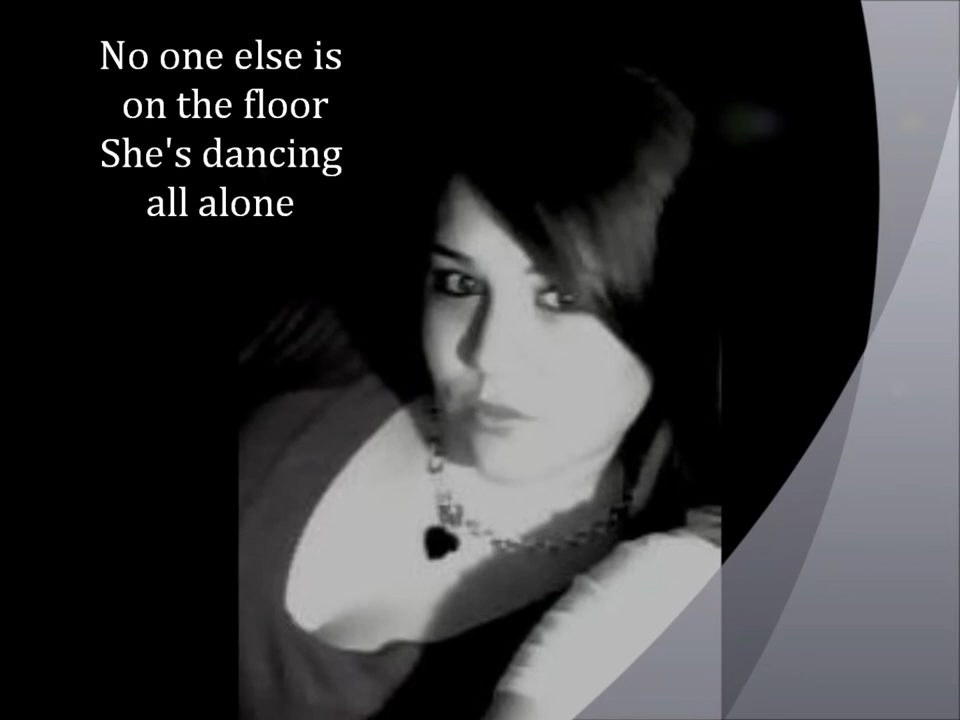 No one else is
on the floor
She's dancing
all alone